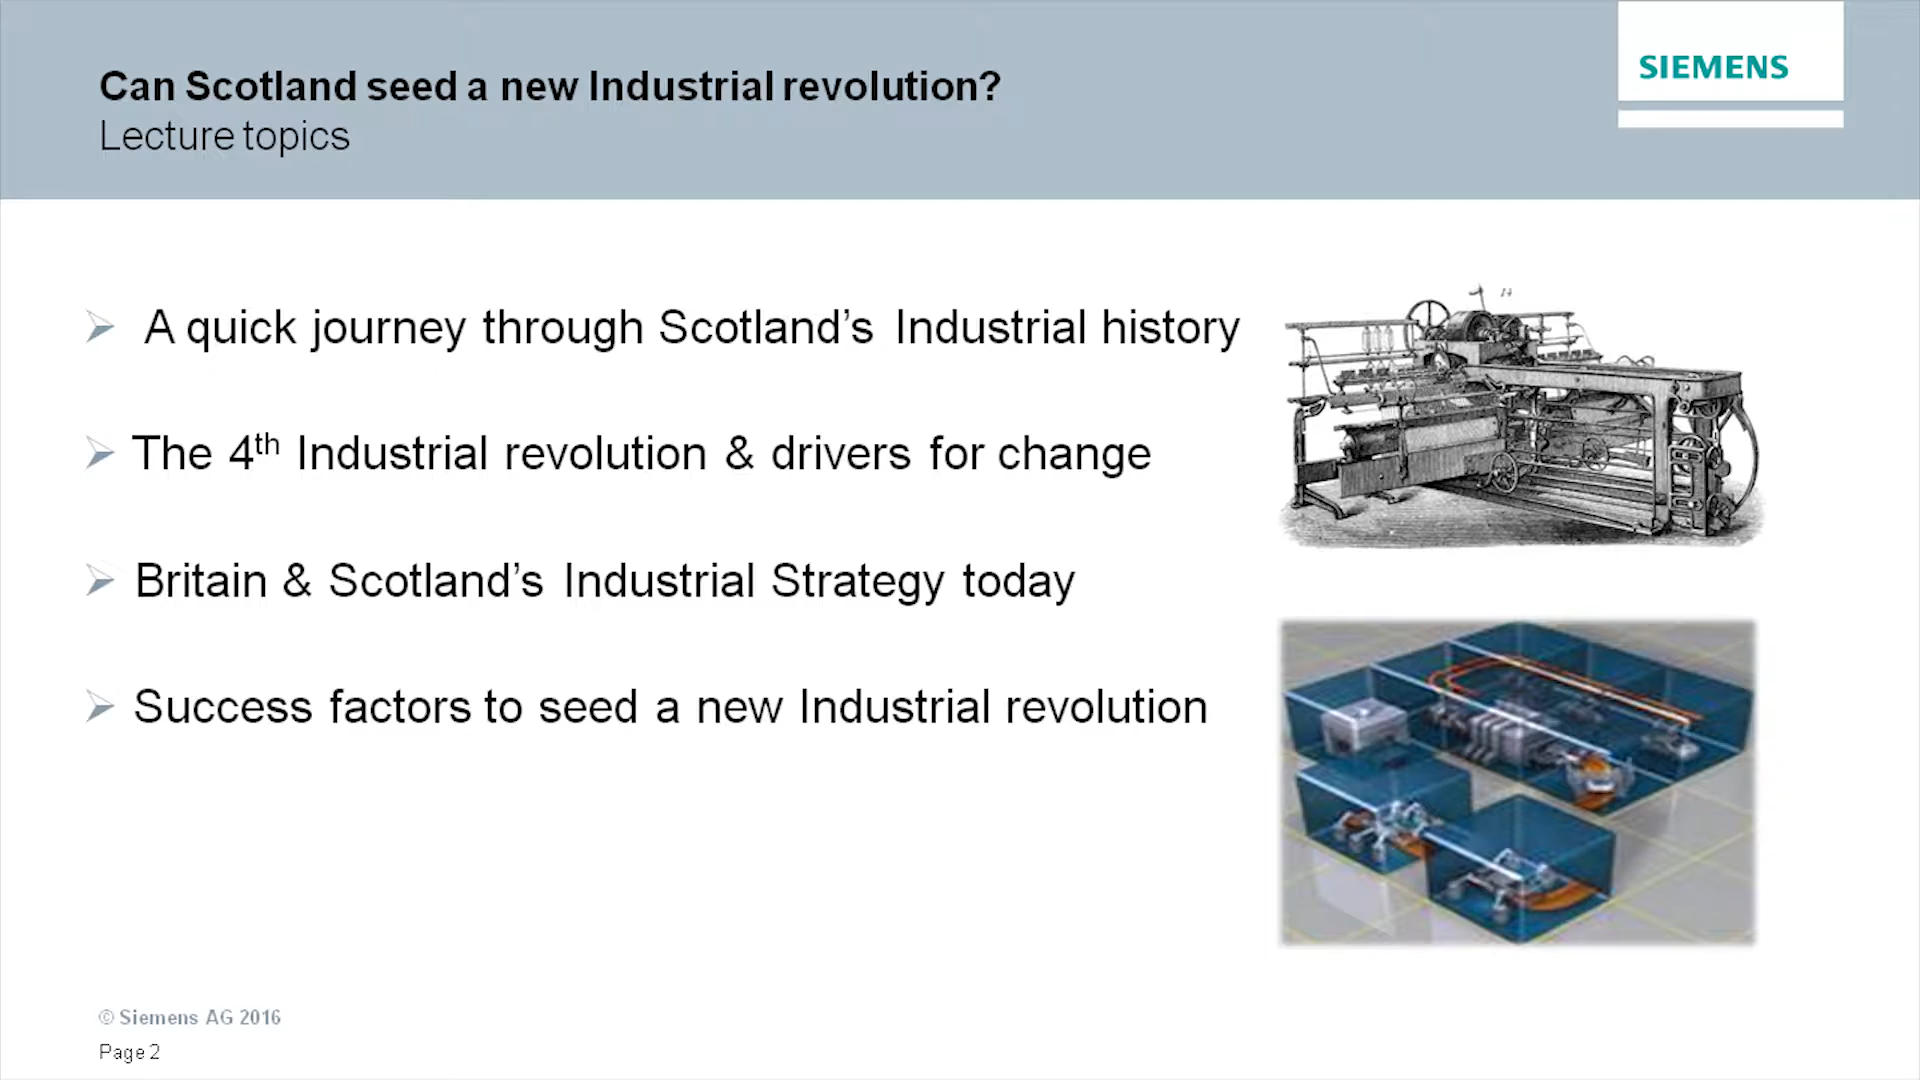 Can Scotland seed a new Industrial revolution?
Lecture topics
SIEMENS
A quick journey through Scotland’s Industrial history
The 4th Industrial revolution & drivers for change
Britain & Scotland’s Industrial Strategy today
Success factors to seed a new Industrial revolution
© Siemens AG 2016
Page 2